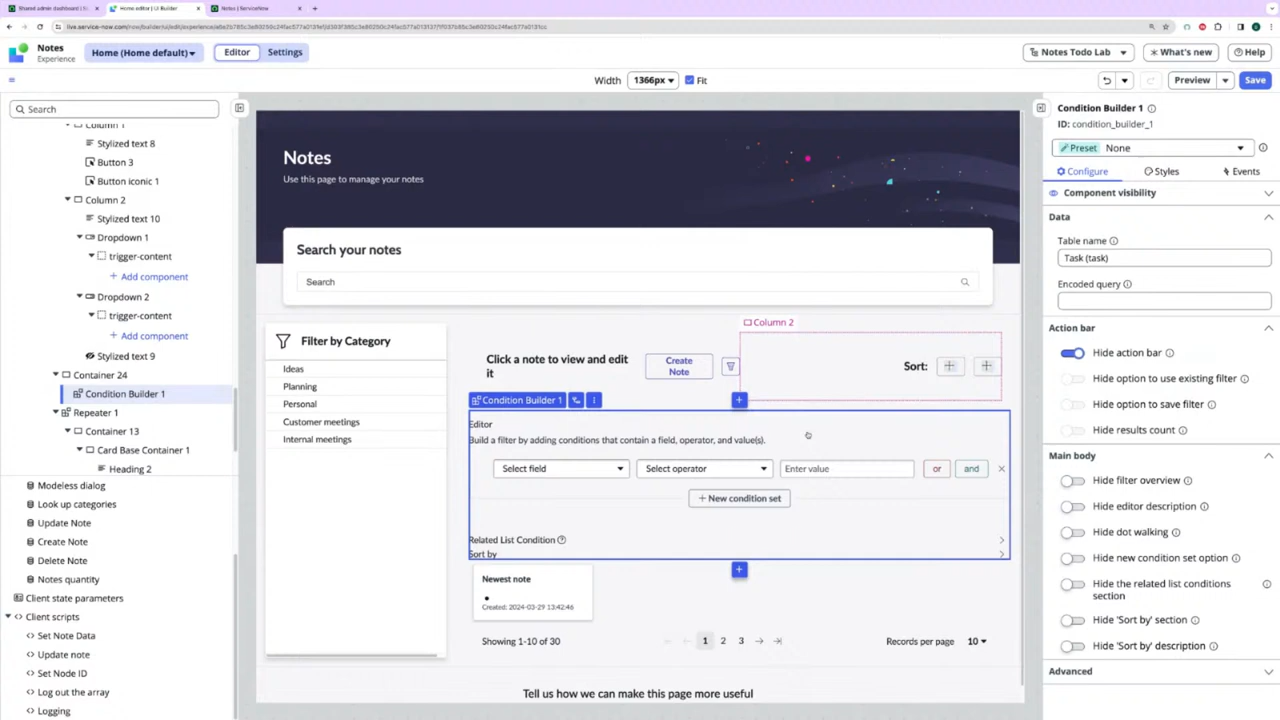 Shared admin dashboard | S
Home editor | UI Builder
Notes | ServiceNow
Notes
Experience
Home (Home default)
Editor
Settings
Notes Todo Lab
What's new
Help
Width
1366px
Fit
Preview
Save
Search
Column 1
Stylized text 8
Button 3
Button iconic 1
Column 2
Stylized text 10
Dropdown 1
trigger-content
+ Add component
Dropdown 2
trigger-content
+ Add component
Stylized text 9
Container 24
Condition Builder 1
Repeater 1
Container 13
Card Base Container 1
Heading 2
Modeless dialog
Look up categories
Update Note
Create Note
Delete Note
Notes quantity
Client state parameters
Client scripts
Set Note Data
Update note
Set Node ID
Log out the array
Logging
Notes
Use this page to manage your notes
Search your notes
Search
Filter by Category
Ideas
Planning
Personal
Customer meetings
Internal meetings
Column 2
Click a note to view and edit
it
Create
Note
Sort:
Condition Builder 1
Editor
Build a filter by adding conditions that contain a field, operator, and value(s).
Select field
Select operator
Enter value
or
and
+ New condition set
Related List Condition
Sort by
Newest note
Created: 2024-03-29 13:42:46
Showing 1-10 of 30
1
2
3
Records per page
10
Tell us how we can make this page more useful
Condition Builder 1
ID: condition_builder_1
Preset
None
Configure
Styles
Events
Component visibility
Data
Table name
Task (task)
Encoded query
Action bar
Hide action bar
Hide option to use existing filter
Hide option to save filter
Hide results count
Main body
Hide filter overview
Hide editor description
Hide dot walking
Hide new condition set option
Hide the related list conditions
section
Hide 'Sort by' section
Hide 'Sort by' description
Advanced